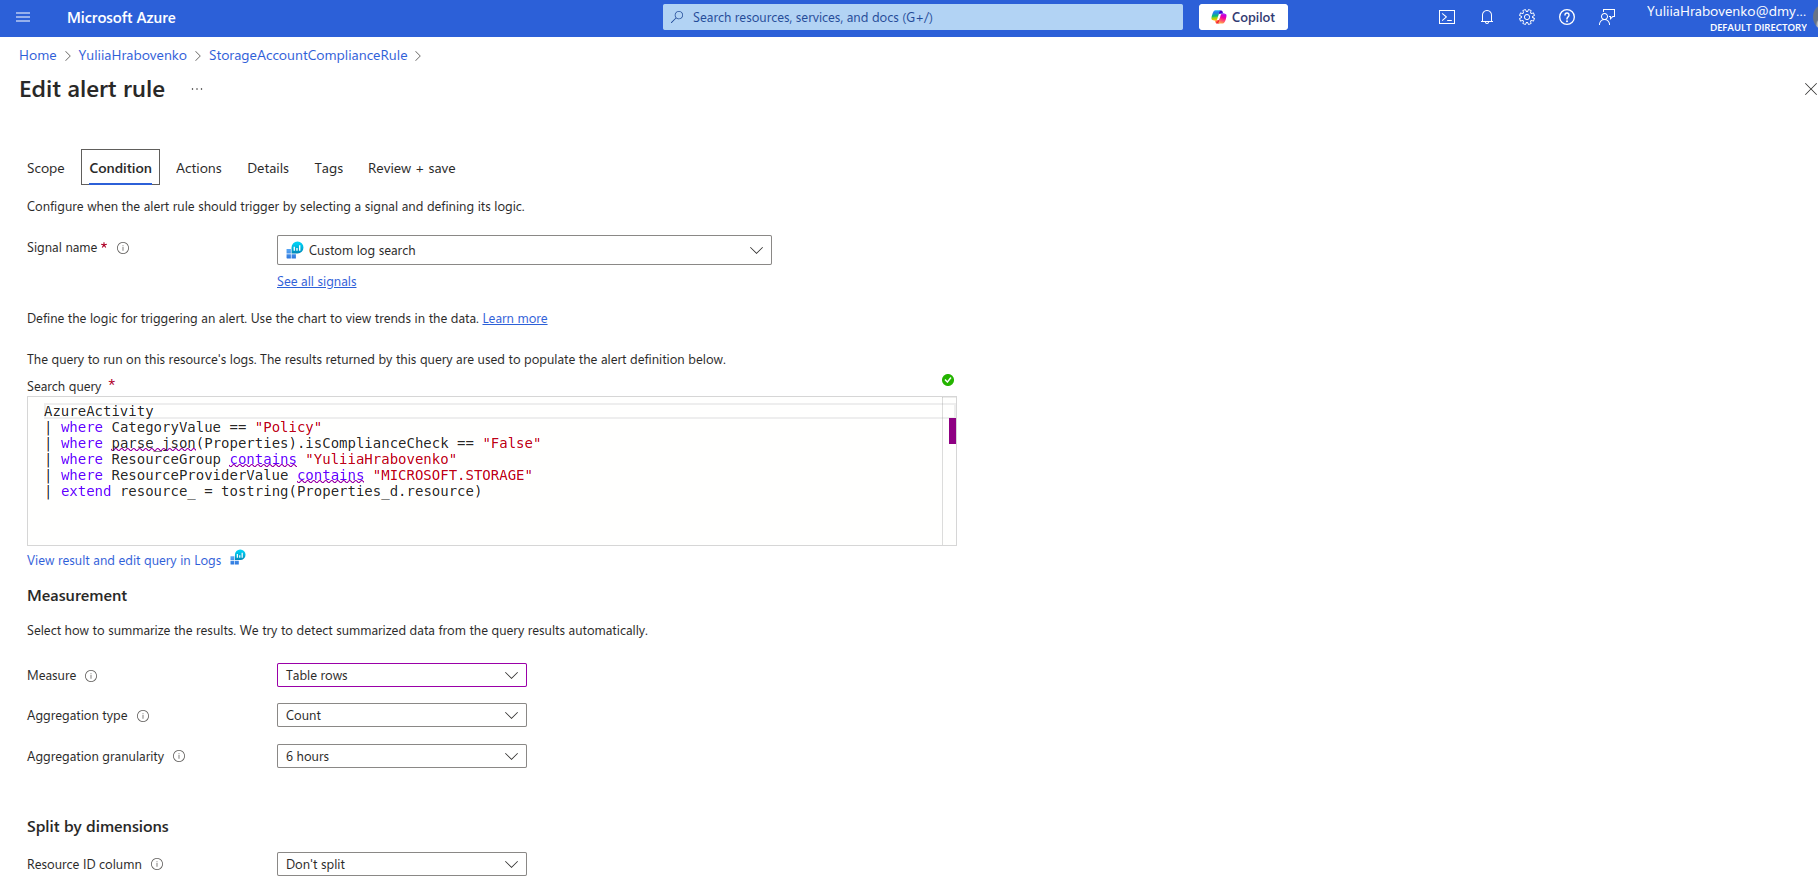 Microsoft Azure
Search resources, services, and docs (G+/)
Copilot
YuliiaHrabovenko@dmy...
DEFAULT DIRECTORY
Home > YuliiaHrabovenko > StorageAccountComplianceRule >
Edit alert rule ...
Scope Condition Actions Details Tags Review + save
Configure when the alert rule should trigger by selecting a signal and defining its logic.
Signal name *
Custom log search
See all signals
Define the logic for triggering an alert. Use the chart to view trends in the data. Learn more
The query to run on this resource's logs. The results returned by this query are used to populate the alert definition below.
Search query *
AzureActivity
| where CategoryValue == "Policy"
| where parse_json(Properties).isComplianceCheck == "False"
| where ResourceGroup contains "YuliiaHrabovenko"
| where ResourceProviderValue contains "MICROSOFT.STORAGE"
| extend resource_ = tostring(Properties_d.resource)
View result and edit query in Logs
Measurement
Select how to summarize the results. We try to detect summarized data from the query results automatically.
Measure
Table rows
Aggregation type
Count
Aggregation granularity
6 hours
Split by dimensions
Resource ID column
Don't split